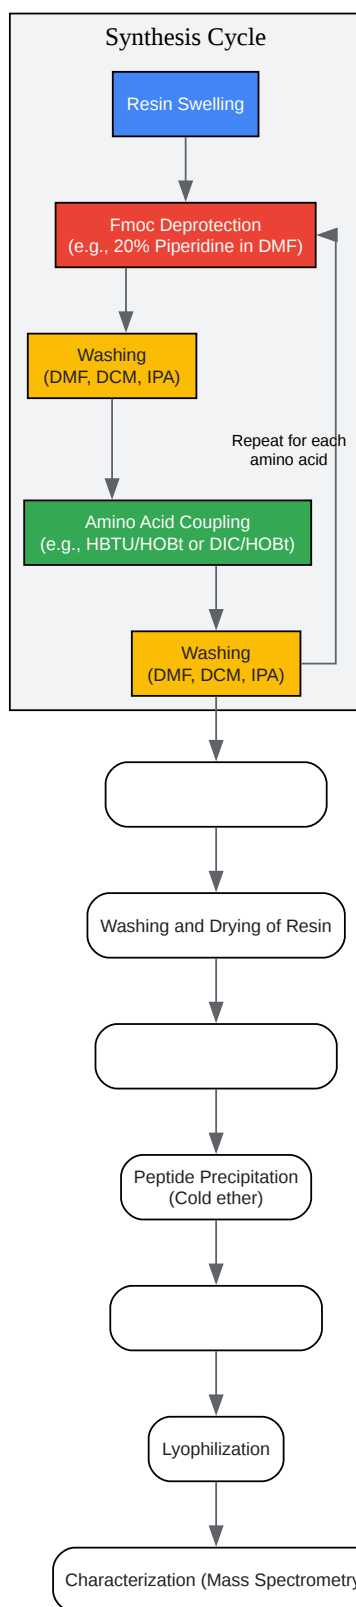 Synthesis Cycle
Resin Swelling
Fmoc Deprotection
(e.g., 20% Piperidine in DMF)
Washing
(DMF, DCM, IPA)
Repeat for each
amino acid
Amino Acid Coupling
(e.g., HBTU/HOBt or DIC/HOBt)
Washing
(DMF, DCM, IPA)
Washing and Drying of Resin
Peptide Precipitation
(Cold ether)
Lyophilization
Characterization (Mass Spectrometry